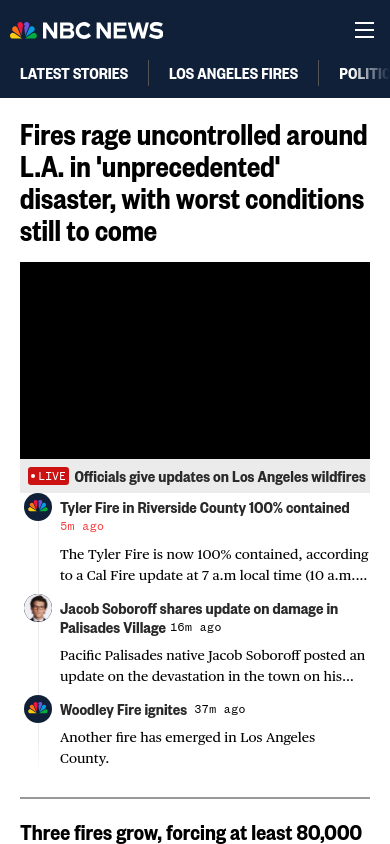 NBC NEWS
LATEST STORIES
LOS ANGELES FIRES
Fires rage uncontrolled around
L.A. in 'unprecedented'
disaster, with worst conditions
still to come
LIVE Officials give updates on Los Angeles wildfires
Tyler Fire in Riverside County 100% contained
5m ago
The Tyler Fire is now 100% contained, according
to a Cal Fire update at 7 a.m local time (10 a.m....
Jacob Soboroff shares update on damage in
Palisades Village 16m ago
Pacific Palisades native Jacob Soboroff posted an
update on the devastation in the town on his...
Woodley Fire ignites 37m ago
Another fire has emerged in Los Angeles
County.
Three fires grow, forcing at least 80,000